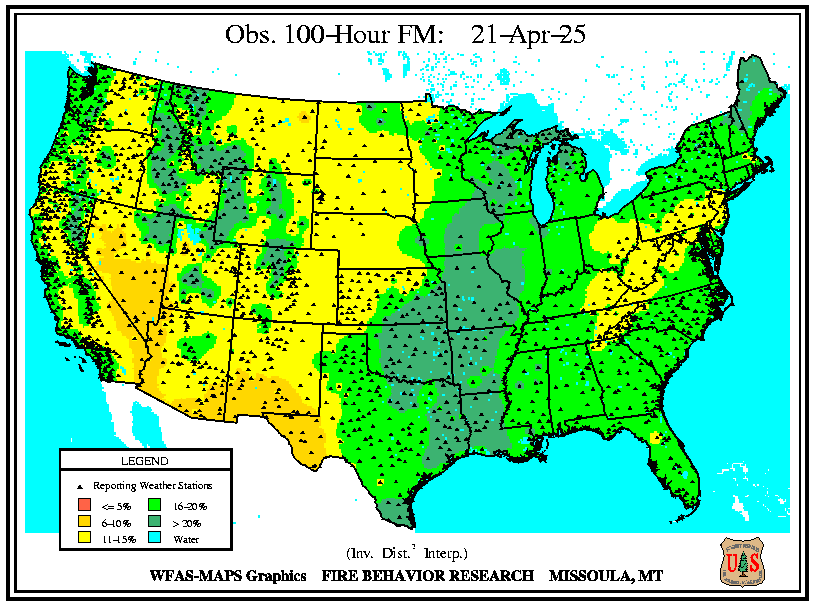 Obs. 100-Hour FM: 21-Apr-25
LEGEND
Reporting Weather Stations
<= 5% 16-20%
6-10% > 20%
11-15% Water
(Inv. Dist.² Interp.)
WFAS-MAPS Graphics FIRE BEHAVIOR RESEARCH MISSOULA, MT
U S